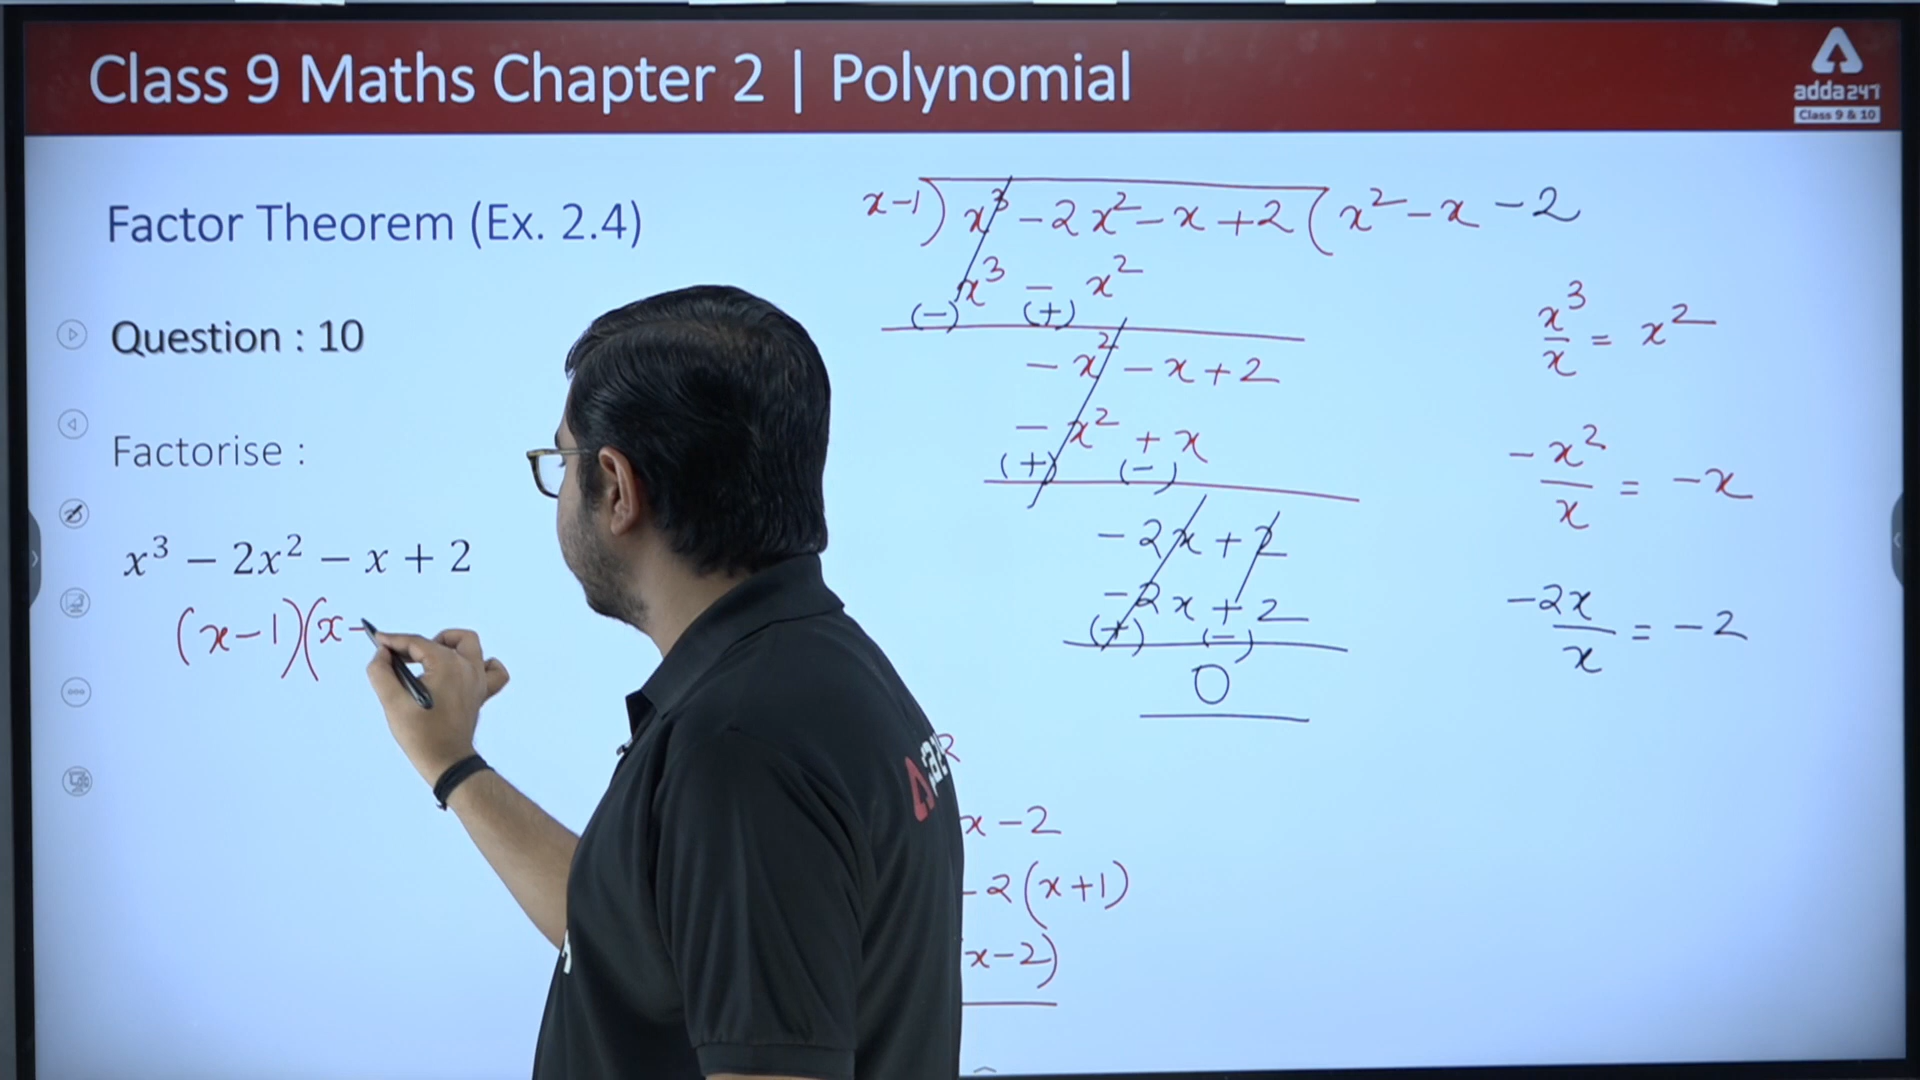 Class 9 Maths Chapter 2 | Polynomial
adda247
Class 9 & 10
Factor Theorem (Ex. 2.4)
Question : 10
Factorise :
x³ − 2x² − x + 2
(x−1)(x−
x−1) x³ −2x² −x +2 ( x² −x −2
x³ − x²
(−) (+)
− x² − x + 2
− x² + x
(+) (−)
−2x + 2
−2x + 2
(+) (−)
0
x³/x = x²
−x²/x = −x
−2x/x = −2
x −2
−2(x+1)
x−2)